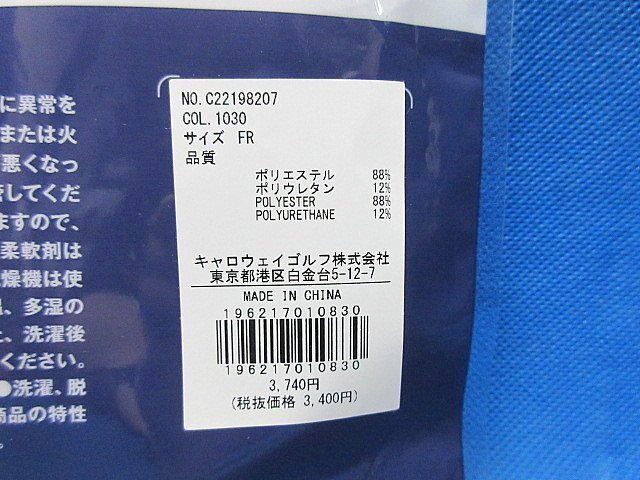 に異常を
または火
悪くなっ
してくだ
ますので、
柔軟剤は
燥機は使
、多湿の
、洗濯後
ください。
●洗濯、脱
商品の特性
。
NO.C22198207
COL.1030
サイズ FR
品質
ポリエステル 88%
ポリウレタン 12%
POLYESTER 88%
POLYURETHANE 12%
キャロウェイゴルフ株式会社
東京都港区白金台5-12-7
MADE IN CHINA
196217010830
196217010830
3,740円
(税抜価格 3,400円)